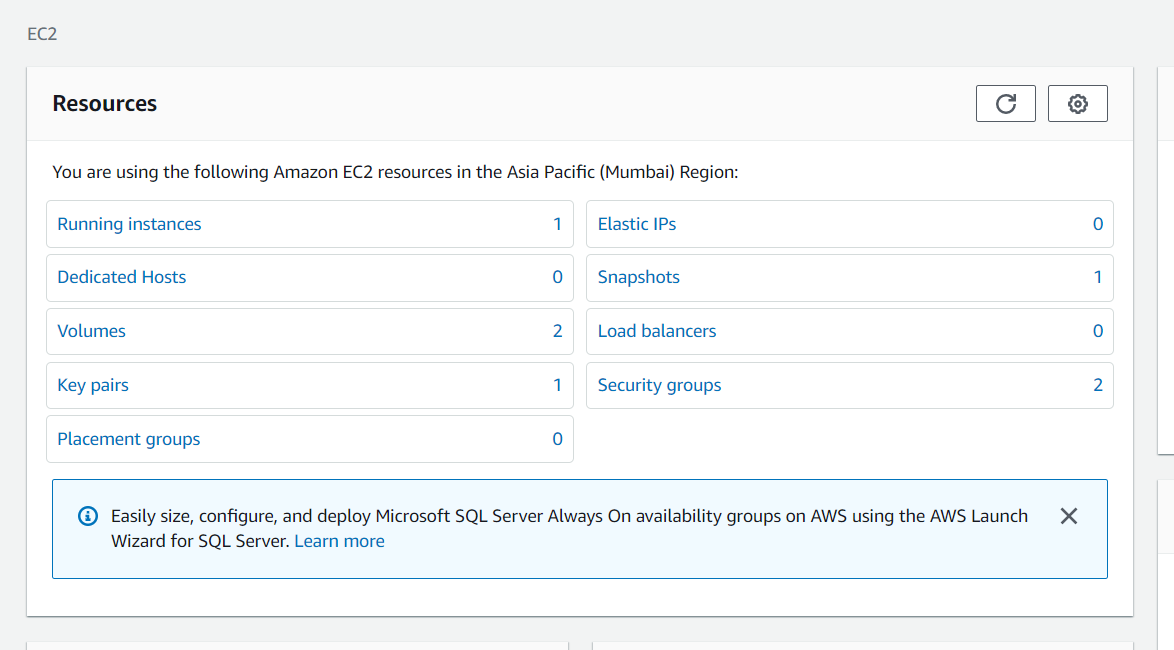 EC2
Resources
You are using the following Amazon EC2 resources in the Asia Pacific (Mumbai) Region:
Running instances 1
Elastic IPs 0
Dedicated Hosts 0
Snapshots 1
Volumes 2
Load balancers 0
Key pairs 1
Security groups 2
Placement groups 0
Easily size, configure, and deploy Microsoft SQL Server Always On availability groups on AWS using the AWS Launch
Wizard for SQL Server. Learn more